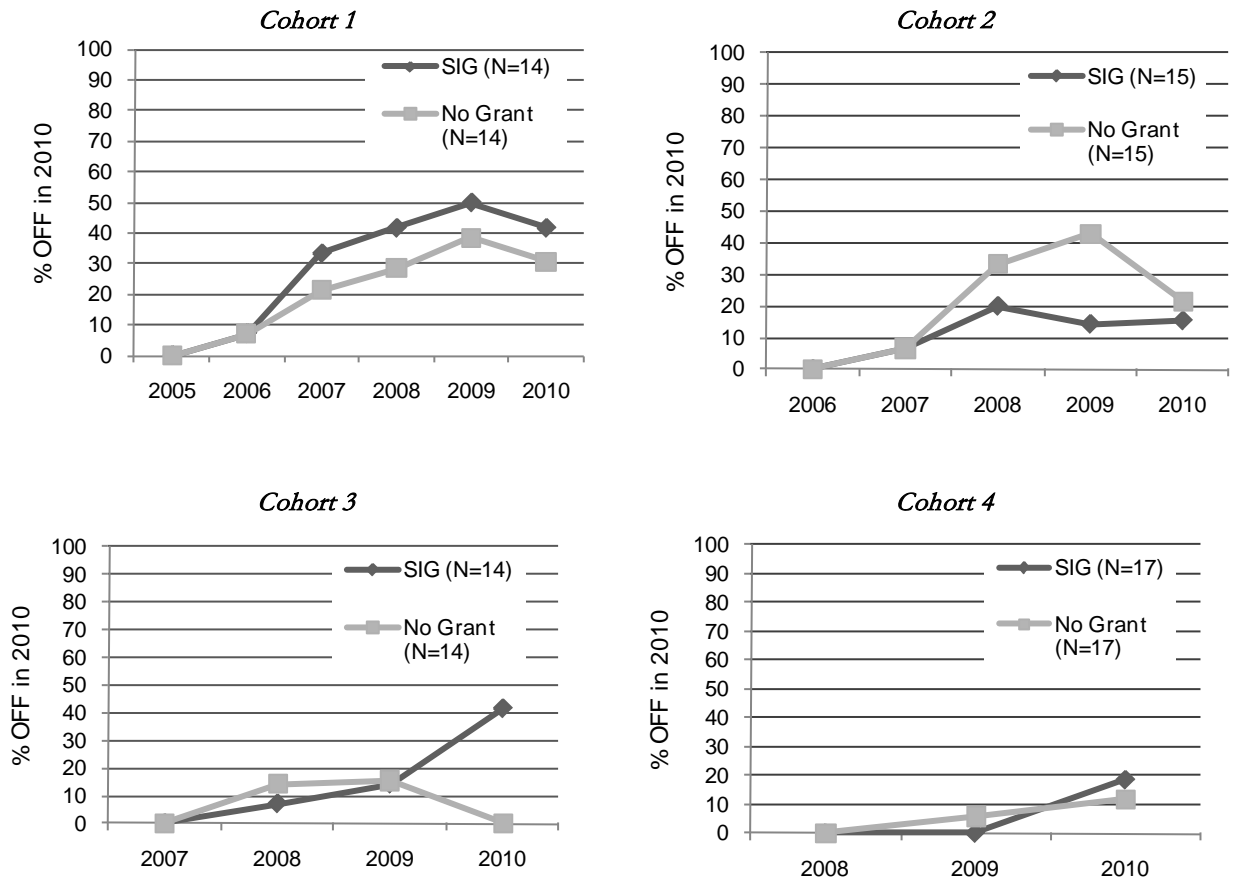 Cohort 1
100
90
80
70
60
50
40
30
20
10
0
% OFF in 2010
SIG (N=14)
No Grant
(N=14)
2005 2006 2007 2008 2009 2010
Cohort 2
100
90
80
70
60
50
40
30
20
10
0
% OFF in 2010
SIG (N=15)
No Grant
(N=15)
2006 2007 2008 2009 2010
Cohort 3
100
90
80
70
60
50
40
30
20
10
0
% OFF in 2010
SIG (N=14)
No Grant
(N=14)
2007 2008 2009 2010
Cohort 4
100
90
80
70
60
50
40
30
20
10
0
% OFF in 2010
SIG (N=17)
No Grant
(N=17)
2008 2009 2010